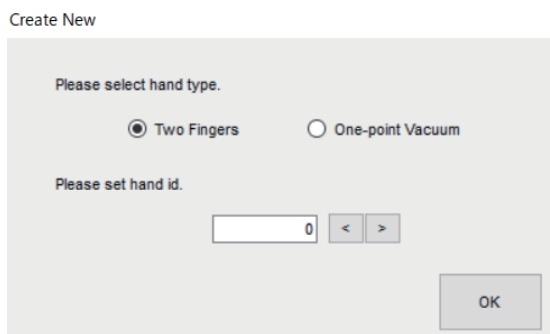 Create New
Please select hand type.
Two Fingers One-point Vacuum
Please set hand id.
0 < >
OK